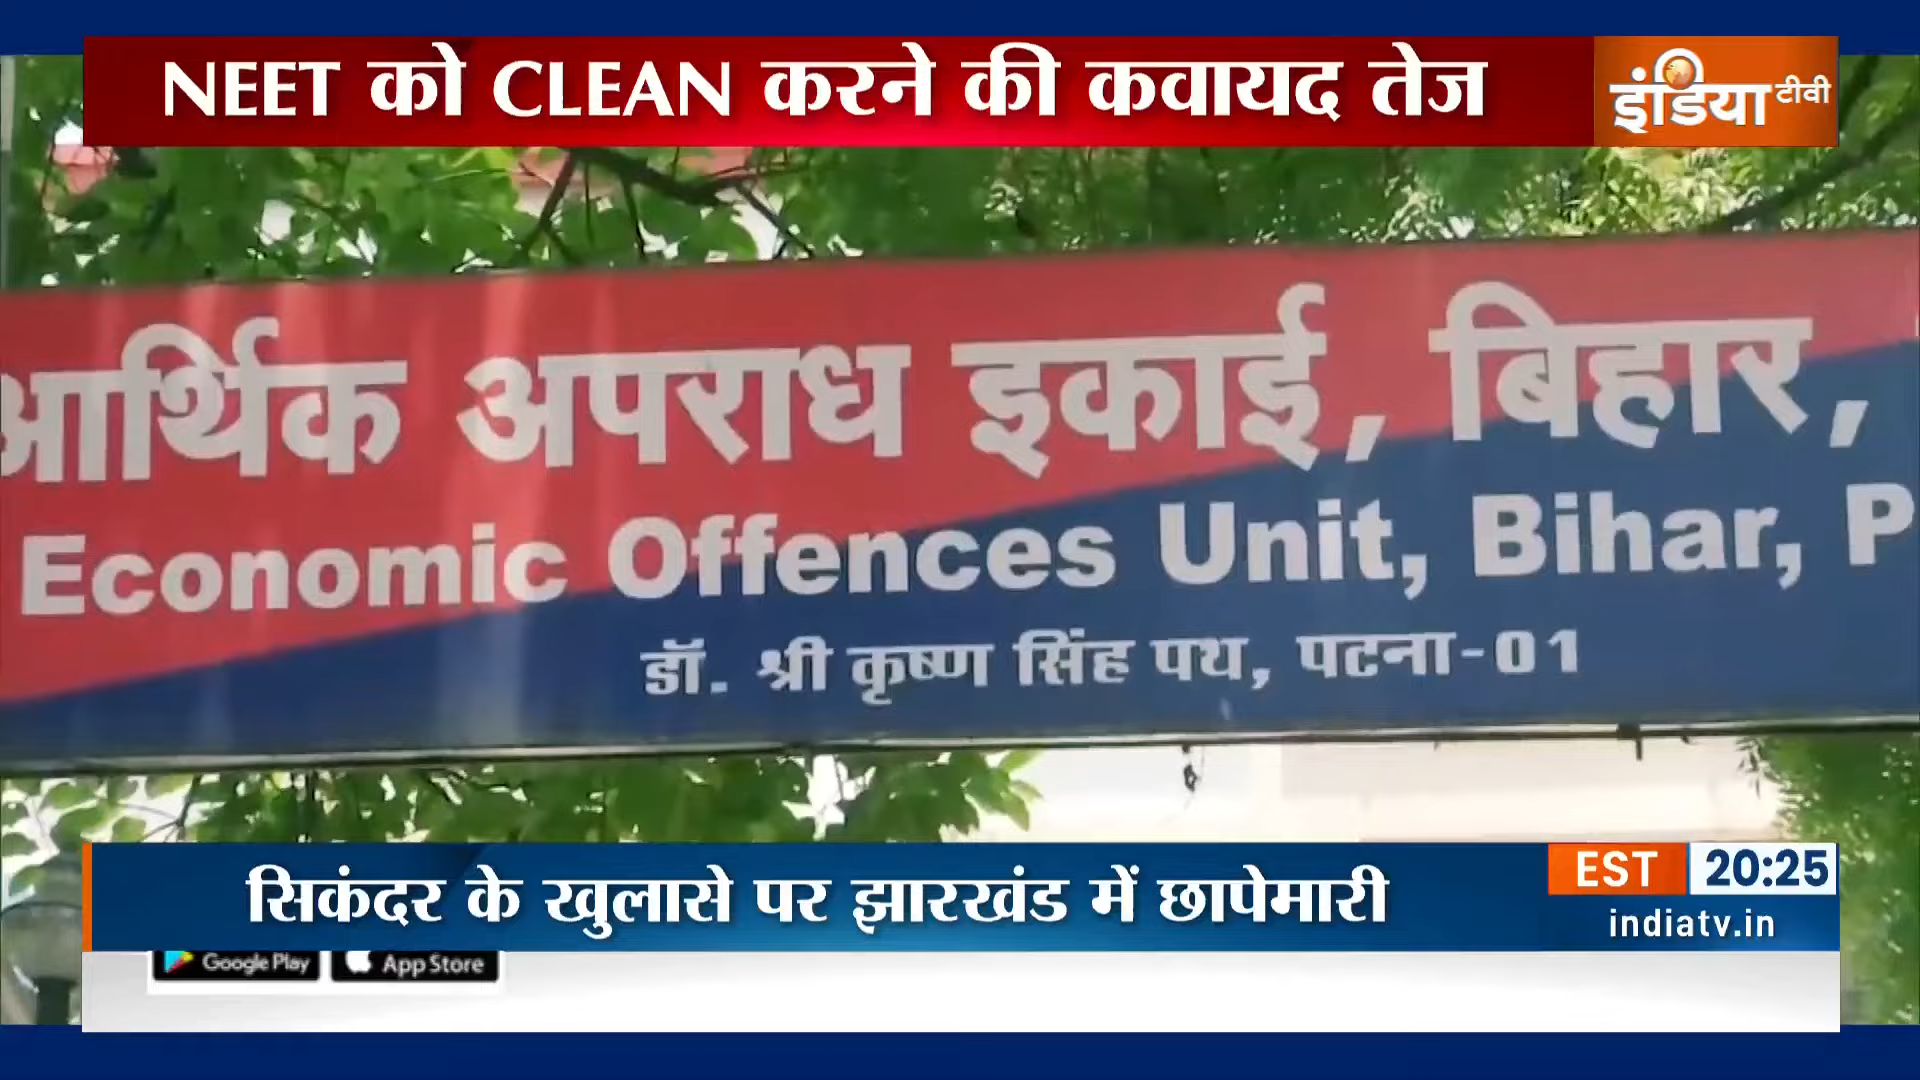 NEET को CLEAN करने की कवायद तेज
इंडिया टीवी
आर्थिक अपराध इकाई, बिहार,
Economic Offences Unit, Bihar, P
डॉ. श्री कृष्ण सिंह पथ, पटना-01
सिकंदर के खुलासे पर झारखंड में छापेमारी
EST 20:25
indiatv.in
Google Play
App Store